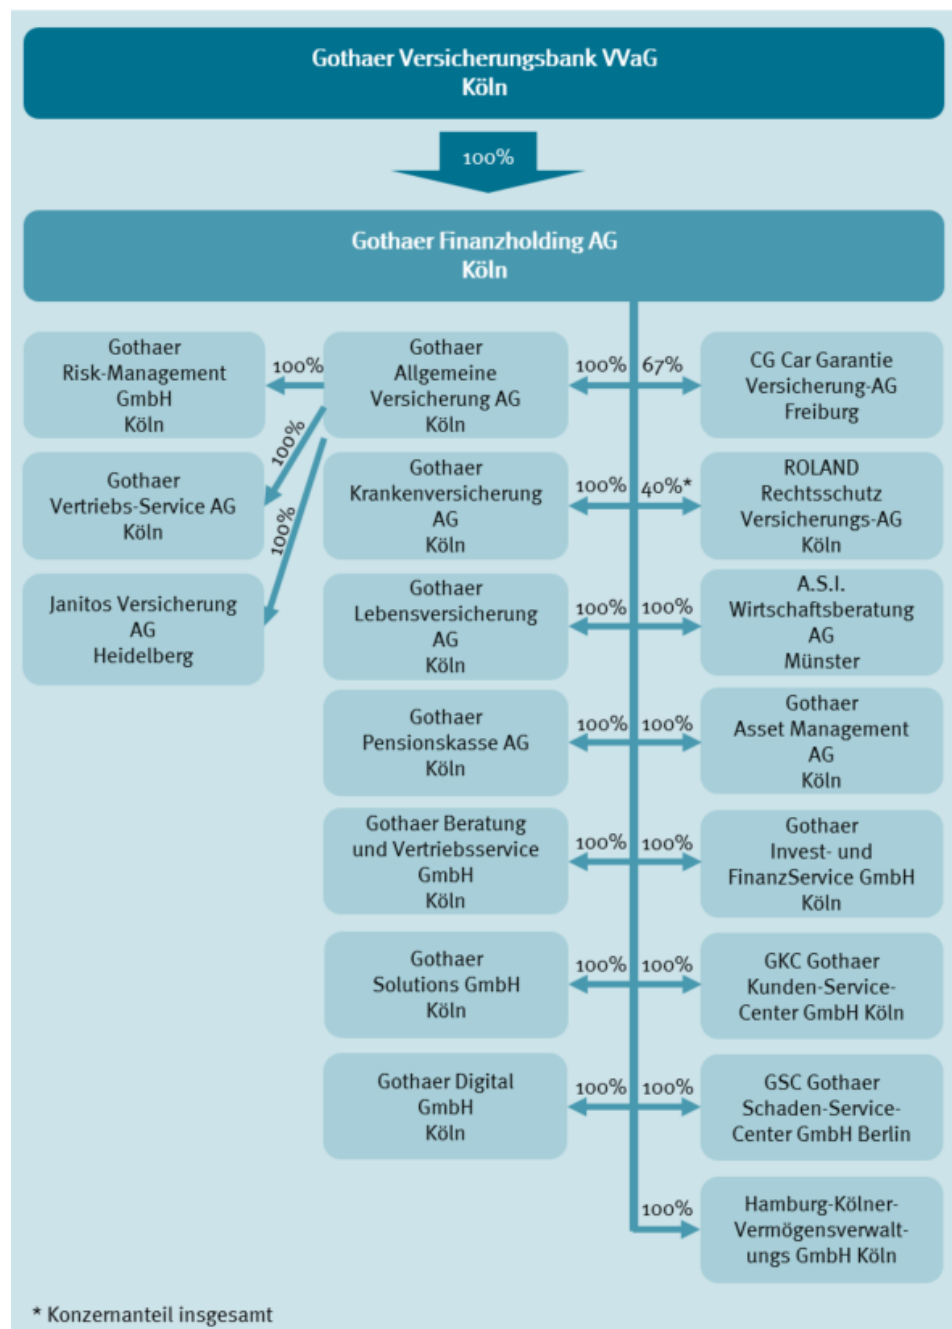 Gothaer Versicherungsbank VVaG
Köln
100%
Gothaer Finanzholding AG
Köln
Gothaer
Risk-Management
GmbH
Köln
100%
Gothaer
Allgemeine
Versicherung AG
Köln
100%
67%
CG Car Garantie
Versicherung-AG
Freiburg
100%
Gothaer
Vertriebs-Service AG
Köln
Gothaer
Krankenversicherung
AG
Köln
100%
40%*
ROLAND
Rechtsschutz
Versicherungs-AG
Köln
100%
Janitos Versicherung
AG
Heidelberg
Gothaer
Lebensversicherung
AG
Köln
100%
100%
A.S.I.
Wirtschaftsberatung
AG
Münster
Gothaer
Pensionskasse AG
Köln
100%
100%
Gothaer
Asset Management
AG
Köln
Gothaer Beratung
und Vertriebsservice
GmbH
Köln
100%
100%
Gothaer
Invest- und
FinanzService GmbH
Köln
Gothaer
Solutions GmbH
Köln
100%
100%
GKC Gothaer
Kunden-Service-
Center GmbH Köln
Gothaer Digital
GmbH
Köln
100%
100%
GSC Gothaer
Schaden-Service-
Center GmbH Berlin
100%
Hamburg-Kölner-
Vermögensverwalt-
ungs GmbH Köln
* Konzernanteil insgesamt